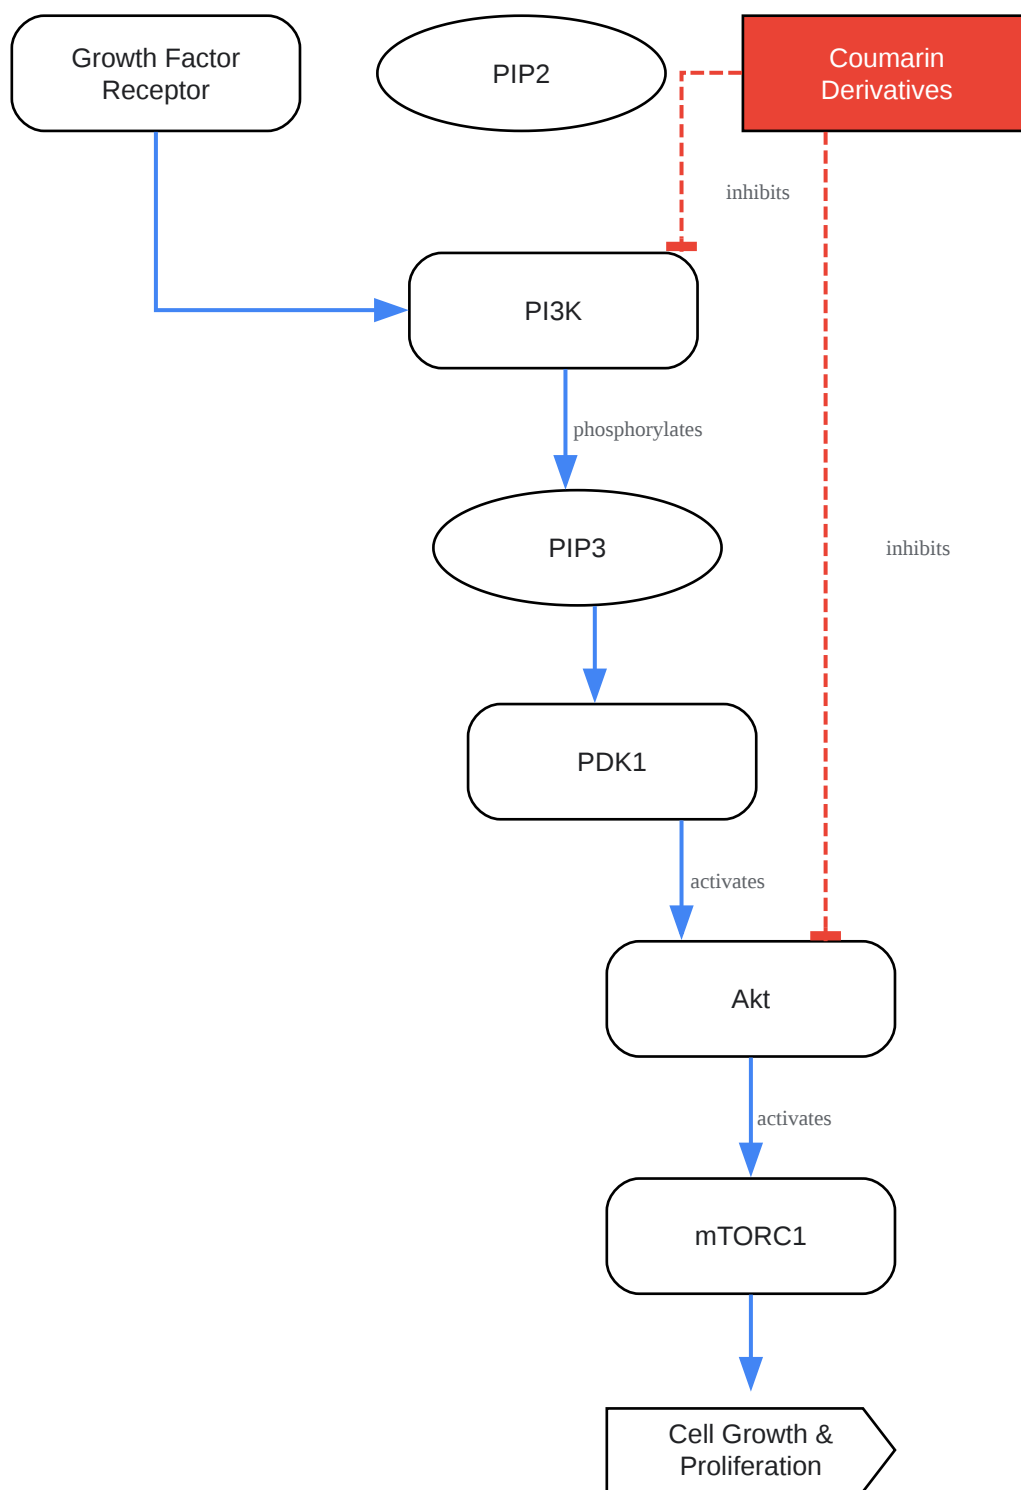 Growth Factor
Receptor
PIP2
Coumarin
Derivatives
inhibits
PI3K
phosphorylates
PIP3
inhibits
PDK1
activates
Akt
activates
mTORC1
Cell Growth &
Proliferation